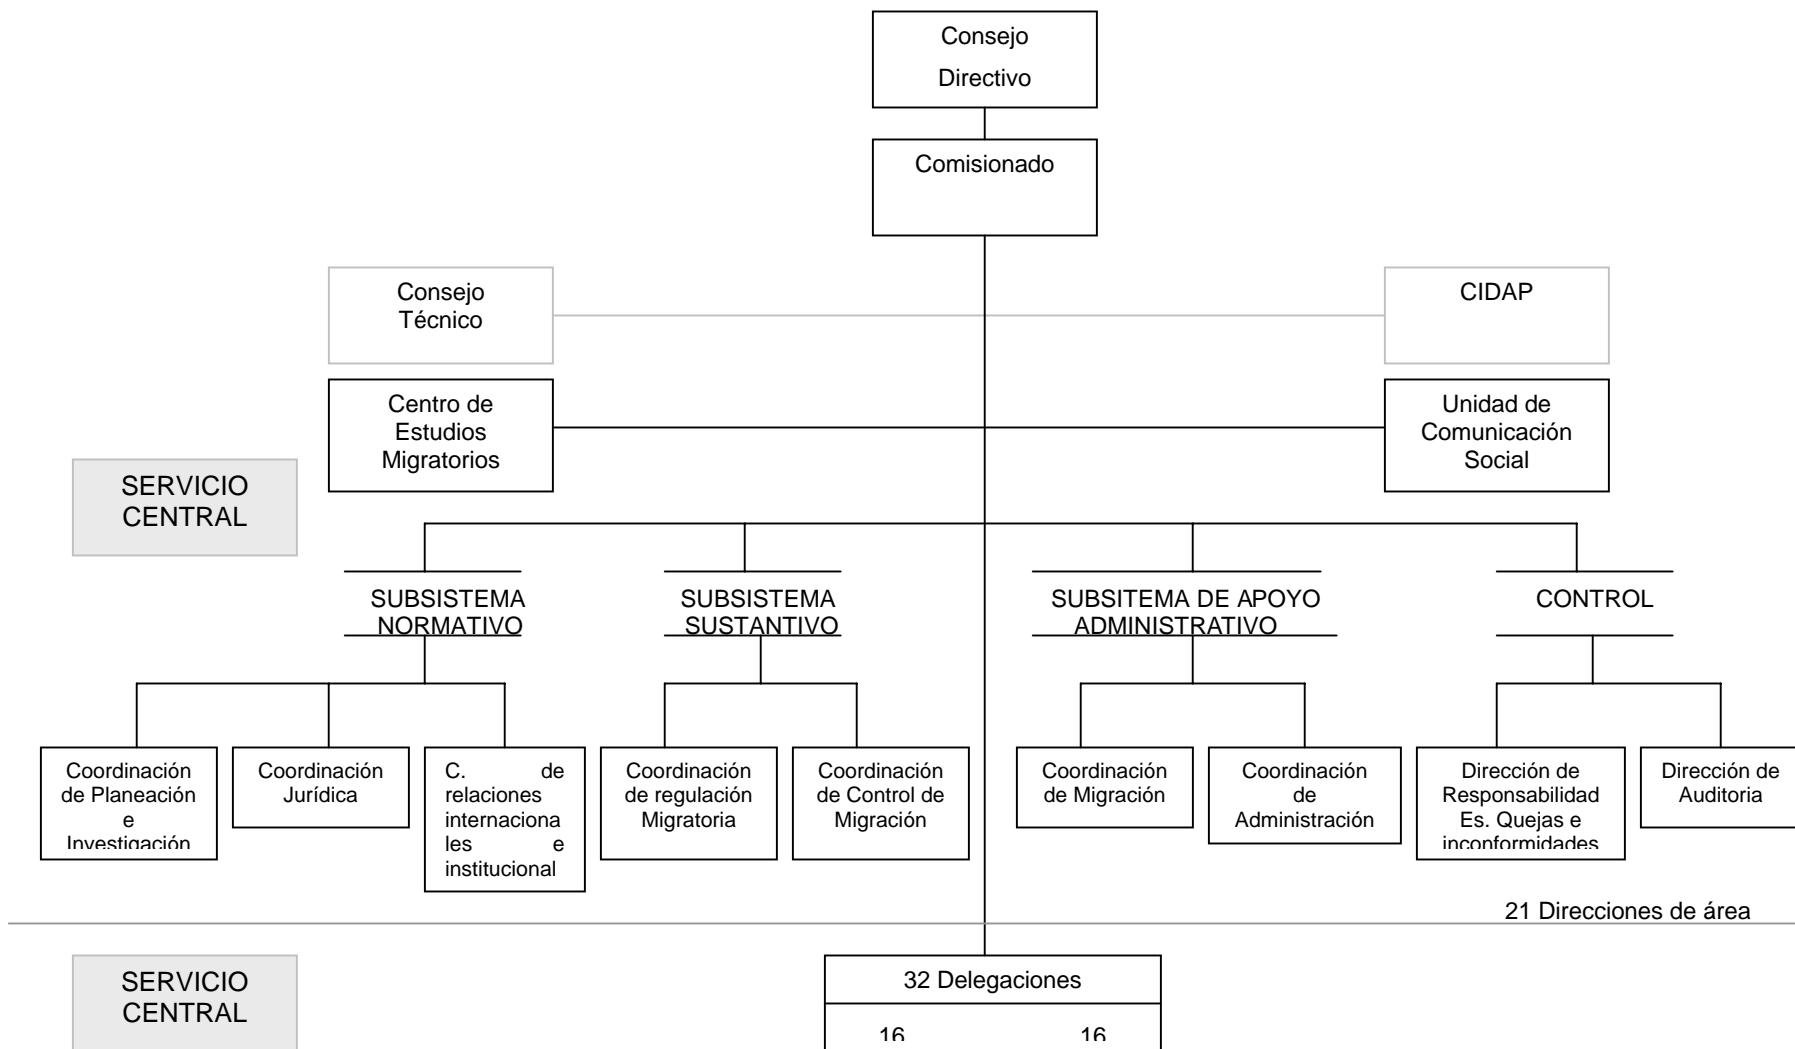 Consejo
Directivo
Comisionado
Consejo
Técnico
CIDAP
Centro de
Estudios
Migratorios
Unidad de
Comunicación
Social
SERVICIO
CENTRAL
SUBSISTEMA
NORMATIVO
SUBSISTEMA
SUSTANTIVO
SUBSITEMA DE APOYO
ADMINISTRATIVO
CONTROL
Coordinación
de Planeación
e
Investigación
Coordinación
Jurídica
C. de
relaciones
internaciona
les e
institucional
Coordinación
de regulación
Migratoria
Coordinación
de Control de
Migración
Coordinación
de Migración
Coordinación
de
Administración
Dirección de
Responsabilidad
Es. Quejas e
inconformidades
Dirección de
Auditoria
21 Direcciones de área
SERVICIO
CENTRAL
32 Delegaciones
16 16